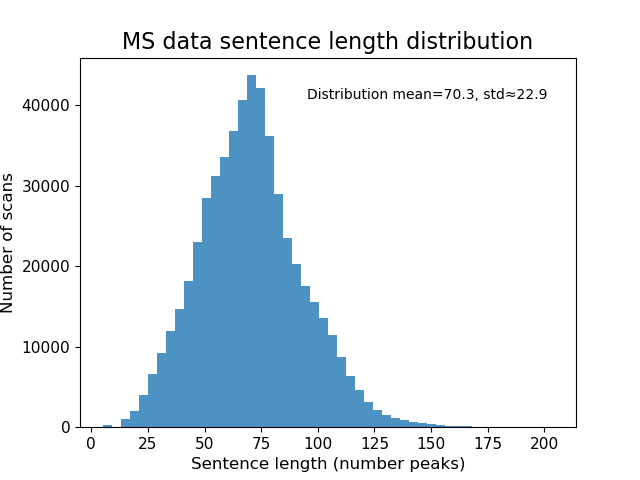 MS data sentence length distribution
Distribution mean=70.3, std≈22.9
Number of scans
40000
30000
20000
10000
0
0 25 50 75 100 125 150 175 200
Sentence length (number peaks)